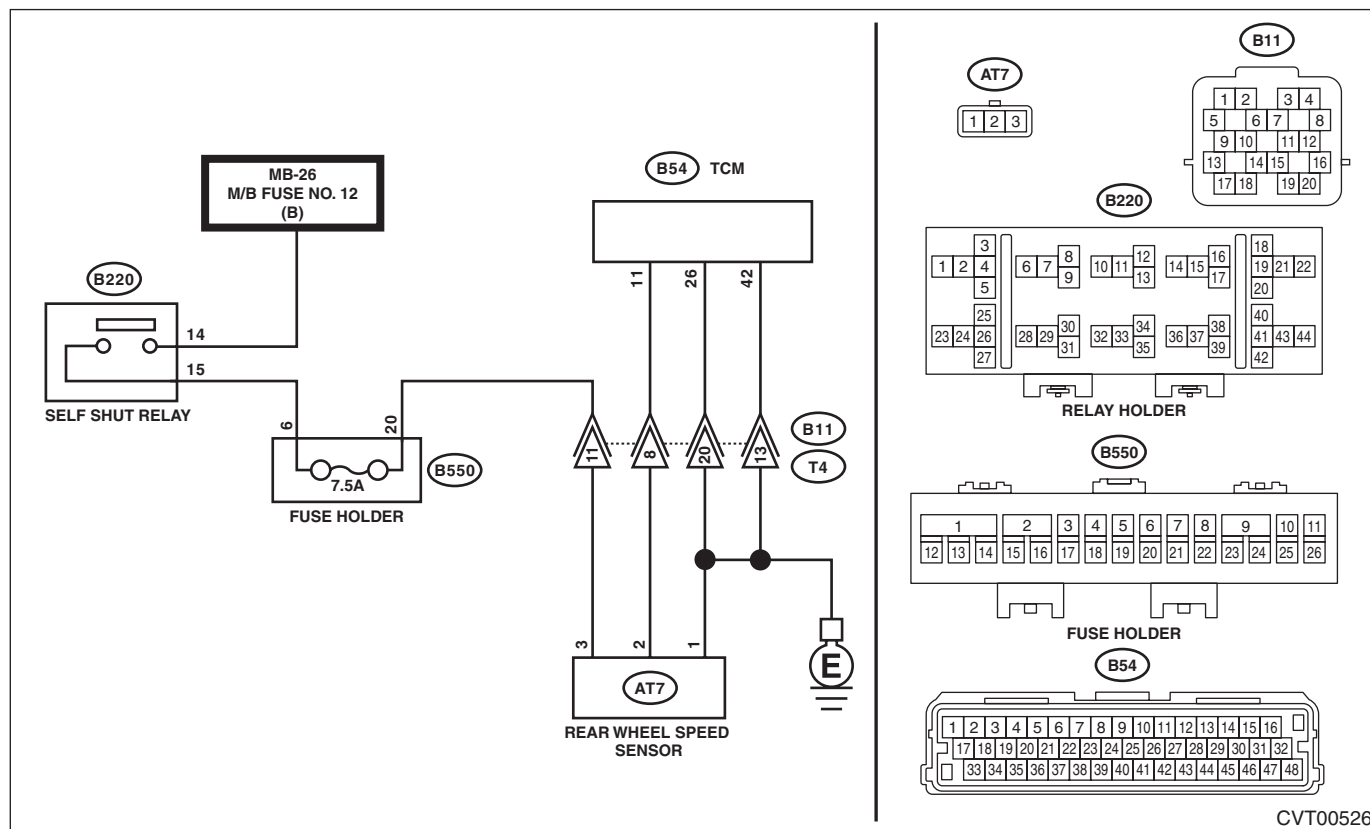 MB-26
M/B FUSE NO. 12
(B)
B220
14
15
SELF SHUT RELAY
6
20
7.5A
B550
FUSE HOLDER
B54 TCM
11
26
42
11
8
20
13
B11
T4
3
2
1
AT7
REAR WHEEL SPEED
SENSOR
E
AT7
1 2 3
B11
1 2 3 4
5 6 7 8
9 10 11 12
13 14 15 16
17 18 19 20
B220
3 8 12 16 18
1 2 4 6 7 10 11 14 15 19 21 22
5 9 13 17 20
25 30 34 38 40
23 24 26 28 29 32 33 36 37 41 43 44
27 31 35 39 42
RELAY HOLDER
B550
1 2 3 4 5 6 7 8 9 10 11
12 13 14 15 16 17 18 19 20 21 22 23 24 25 26
FUSE HOLDER
B54
1 2 3 4 5 6 7 8 9 10 11 12 13 14 15 16
17 18 19 20 21 22 23 24 25 26 27 28 29 30 31 32
33 34 35 36 37 38 39 40 41 42 43 44 45 46 47 48
CVT00526